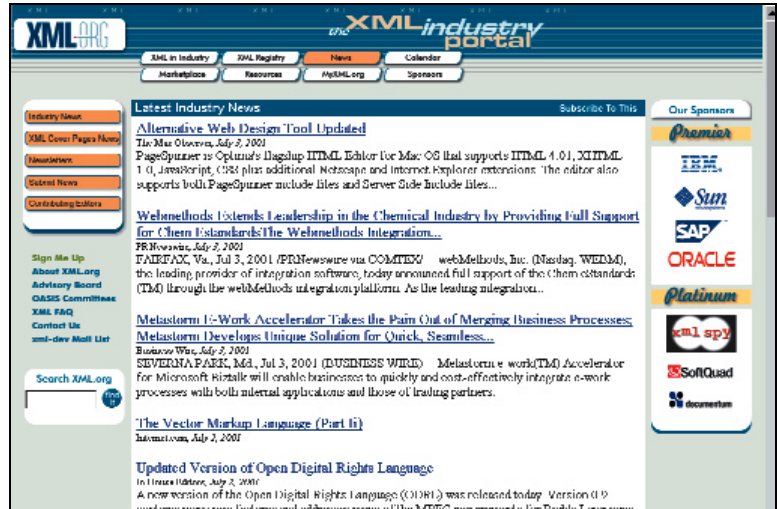 XML.ORG
the XML industry
portal
XML in Industry
XML Registry
News
Calendar
Marketplace
Resources
MyXML.org
Sponsors
Industry News
XML Cover Pages News
Newsletters
Submit News
Contributing Editors
Sign Me Up
About XML.org
Advisory Board
OASIS Committees
XML FAQ
Contact Us
xml-dev Mail List
Search XML.org
find it
Latest Industry News
Subscribe To This
Alternative Web Design Tool Updated
The Mac Observer, July 3, 2001
PageSpinner is Optima's flagship HTML Editor for Mac OS that supports HTML 4.01, XHTML
1.0, JavaScript, CSS plus additional Netscape and Internet Explorer extensions. The editor also
supports both PageSpinner include files and Server Side Include files...
Webmethods Extends Leadership in the Chemical Industry by Providing Full Support
for Chem EstandardsThe Webmethods Integration...
PR Newswire, July 3, 2001
FAIRFAX, Va., Jul 3, 2001 /PRNewswire via COMTEX/ webMethods, Inc. (Nasdaq: WEBM),
the leading provider of integration software, today announced full support of the Chem eStandards
(TM) through the webMethods integration platform. As the leading integration...
Metastorm E-Work Accelerator Takes the Pain Out of Merging Business Processes;
Metastorm Develops Unique Solution for Quick, Seamless...
Business Wire, July 3, 2001
SEVERNA PARK, Md., Jul 3, 2001 (BUSINESS WIRE) Metastorm e-work(TM) Accelerator
for Microsoft Biztalk will enable businesses to quickly and cost-effectively integrate e-work
processes with both internal applications and those of trading partners.
The Vector Markup Language (Part Ii)
Internet.com, July 2, 2001
Updated Version of Open Digital Rights Language
In House Editors, July 2, 2001
A new version of the Open Digital Rights Language (ODRL) was released today. Version 0.9
Our Sponsors
Premier
IBM
Sun
microsystems
SAP
ORACLE
Platinum
xml spy
SoftQuad
documentum